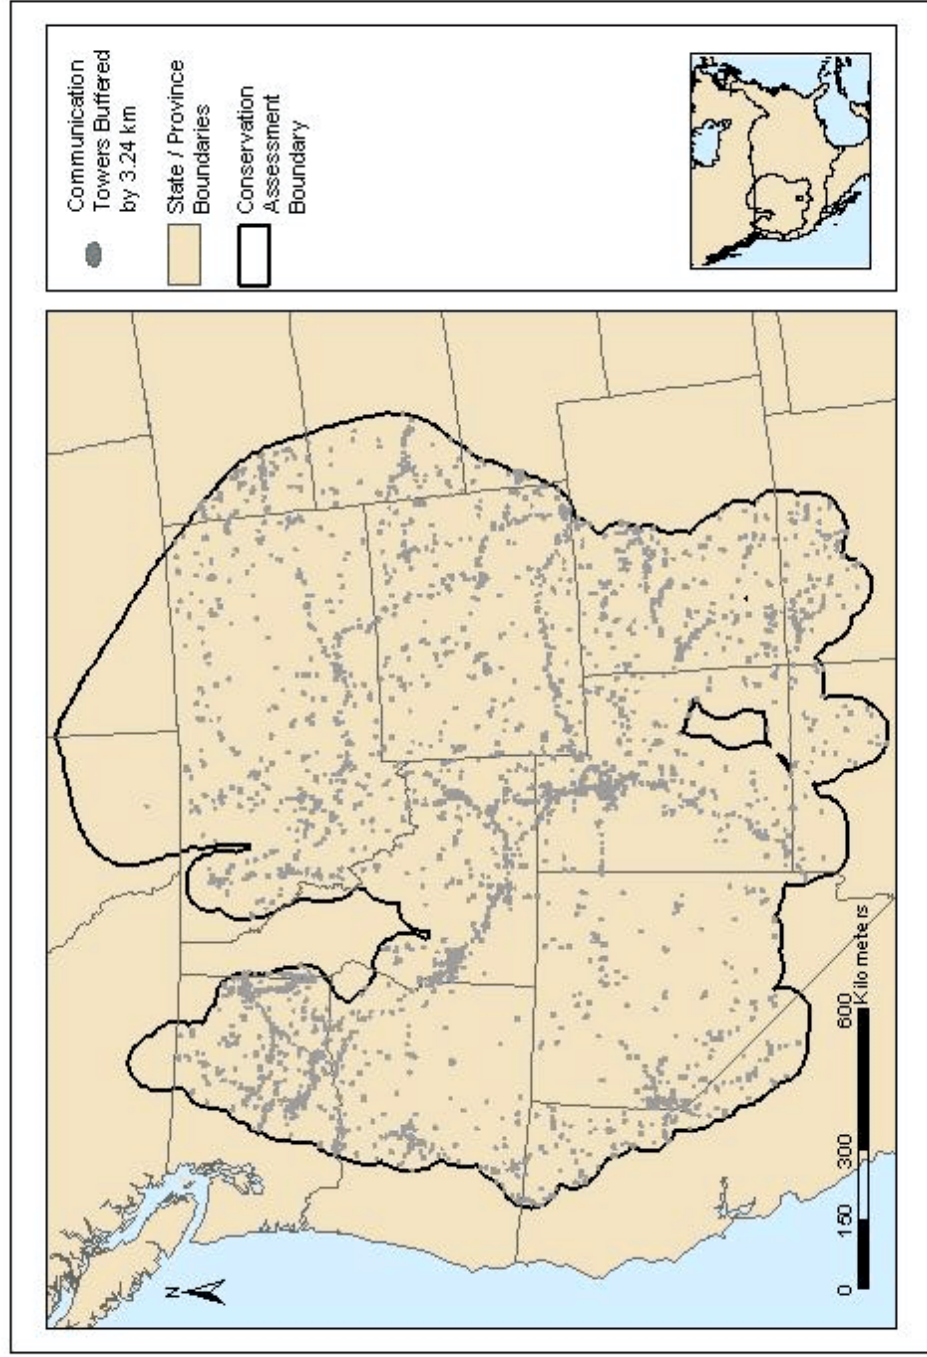 Communication
Towers Buffered
by 3.24 km
State / Province
Boundaries
Conservation
Assessment
Boundary
N
0 150 300 600
Kilometers